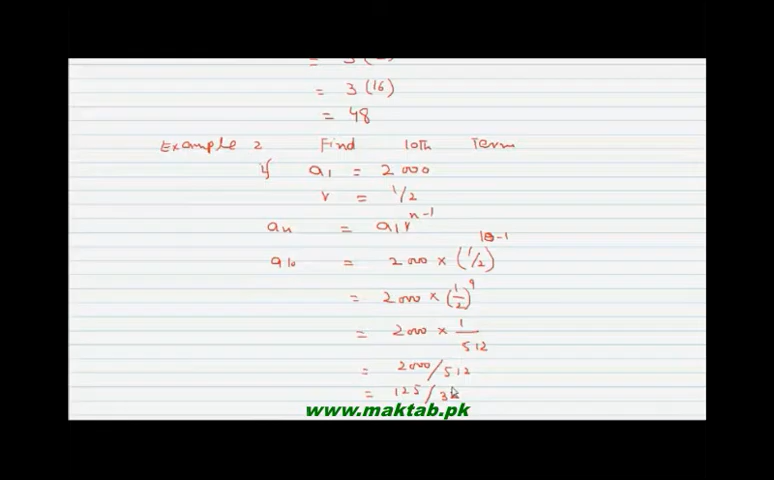 = 3 (16)
= 48
Example 2 Find 10th Term
if a1 = 2000
r = 1/2
an = a1 r^n-1
a10 = 2000 × (1/2)^10-1
= 2000 × (1/2)^9
= 2000 × 1/512
= 2000/512
= 125/32
www.maktab.pk